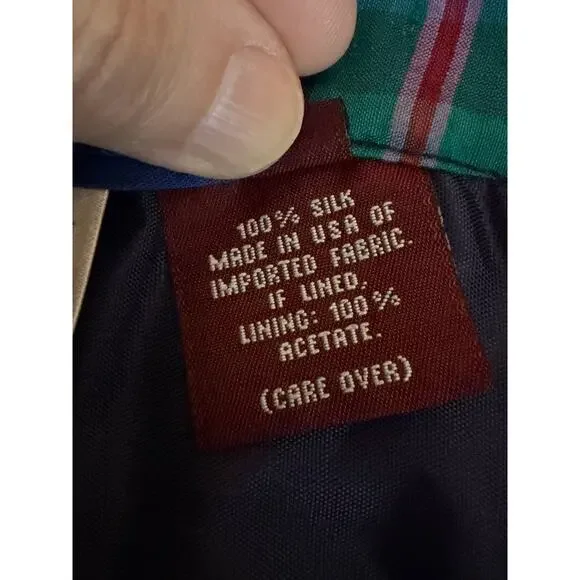 100% SILK
MADE IN USA OF
IMPORTED FABRIC.
IF LINED,
LINING: 100%
ACETATE.
(CARE OVER)